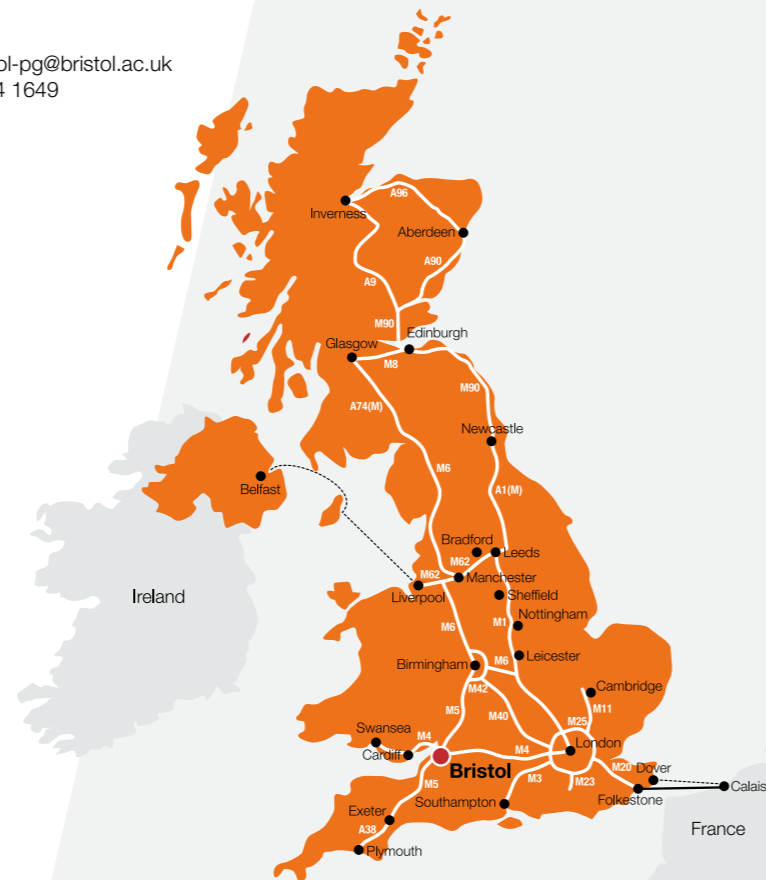 ol-pg@bristol.ac.uk
4 1649
A96
Inverness
Aberdeen
A90
A9
M90
Edinburgh
Glasgow
M8
M90
A74(M)
Newcastle
M6
A1(M)
Belfast
Bradford
Leeds
M62
M62
Manchester
Liverpool
Sheffield
Ireland
Nottingham
M1
M6
Leicester
Birmingham
M6
M42
Cambridge
M11
M5
M40
M25
Swansea
M4
London
Cardiff
M4
Bristol
M20
Dover
M3
M23
Calais
M5
Folkestone
Southampton
Exeter
A38
France
Plymouth